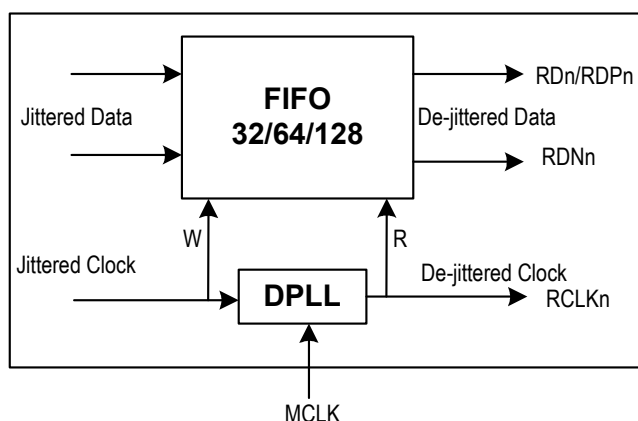 RDn/RDPn
FIFO
32/64/128
Jittered Data
De-jittered Data
RDNn
W
R
Jittered Clock
De-jittered Clock
DPLL
RCLKn
MCLK